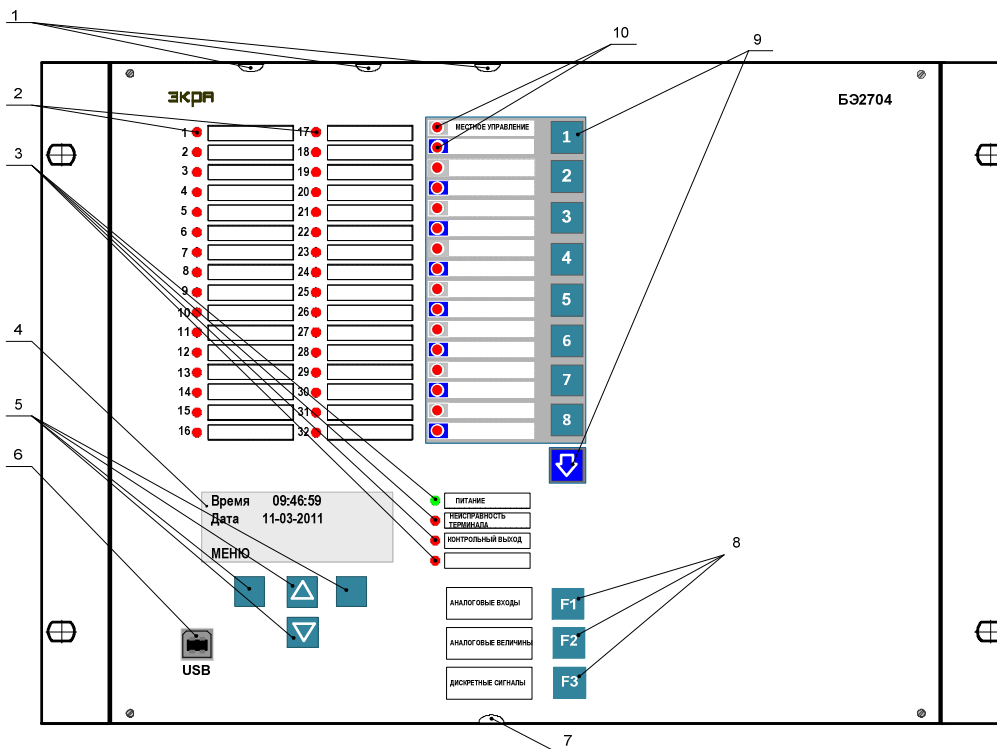 1
10
9
2
3
4
5
6
8
7
ЭКРА
БЭ2704
1
2
3
4
5
6
7
8
9
10
11
12
13
14
15
16
17
18
19
20
21
22
23
24
25
26
27
28
29
30
31
32
МЕСТНОЕ УПРАВЛЕНИЕ
1
2
3
4
5
6
7
8
Время 09:46:59
Дата 11-03-2011
МЕНЮ
ПИТАНИЕ
НЕИСПРАВНОСТЬ
ТЕРМИНАЛА
КОНТРОЛЬНЫЙ ВЫХОД
АНАЛОГОВЫЕ ВХОДЫ
F1
АНАЛОГОВЫЕ ВЕЛИЧИНЫ
F2
ДИСКРЕТНЫЕ СИГНАЛЫ
F3
USB